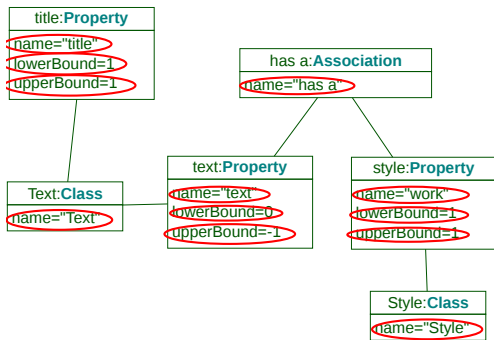 title:Property
name="title"
lowerBound=1
upperBound=1
has a:Association
name="has a"
Text:Class
name="Text"
text:Property
name="text"
lowerBound=0
upperBound=-1
style:Property
name="work"
lowerBound=1
upperBound=1
Style:Class
name="Style"